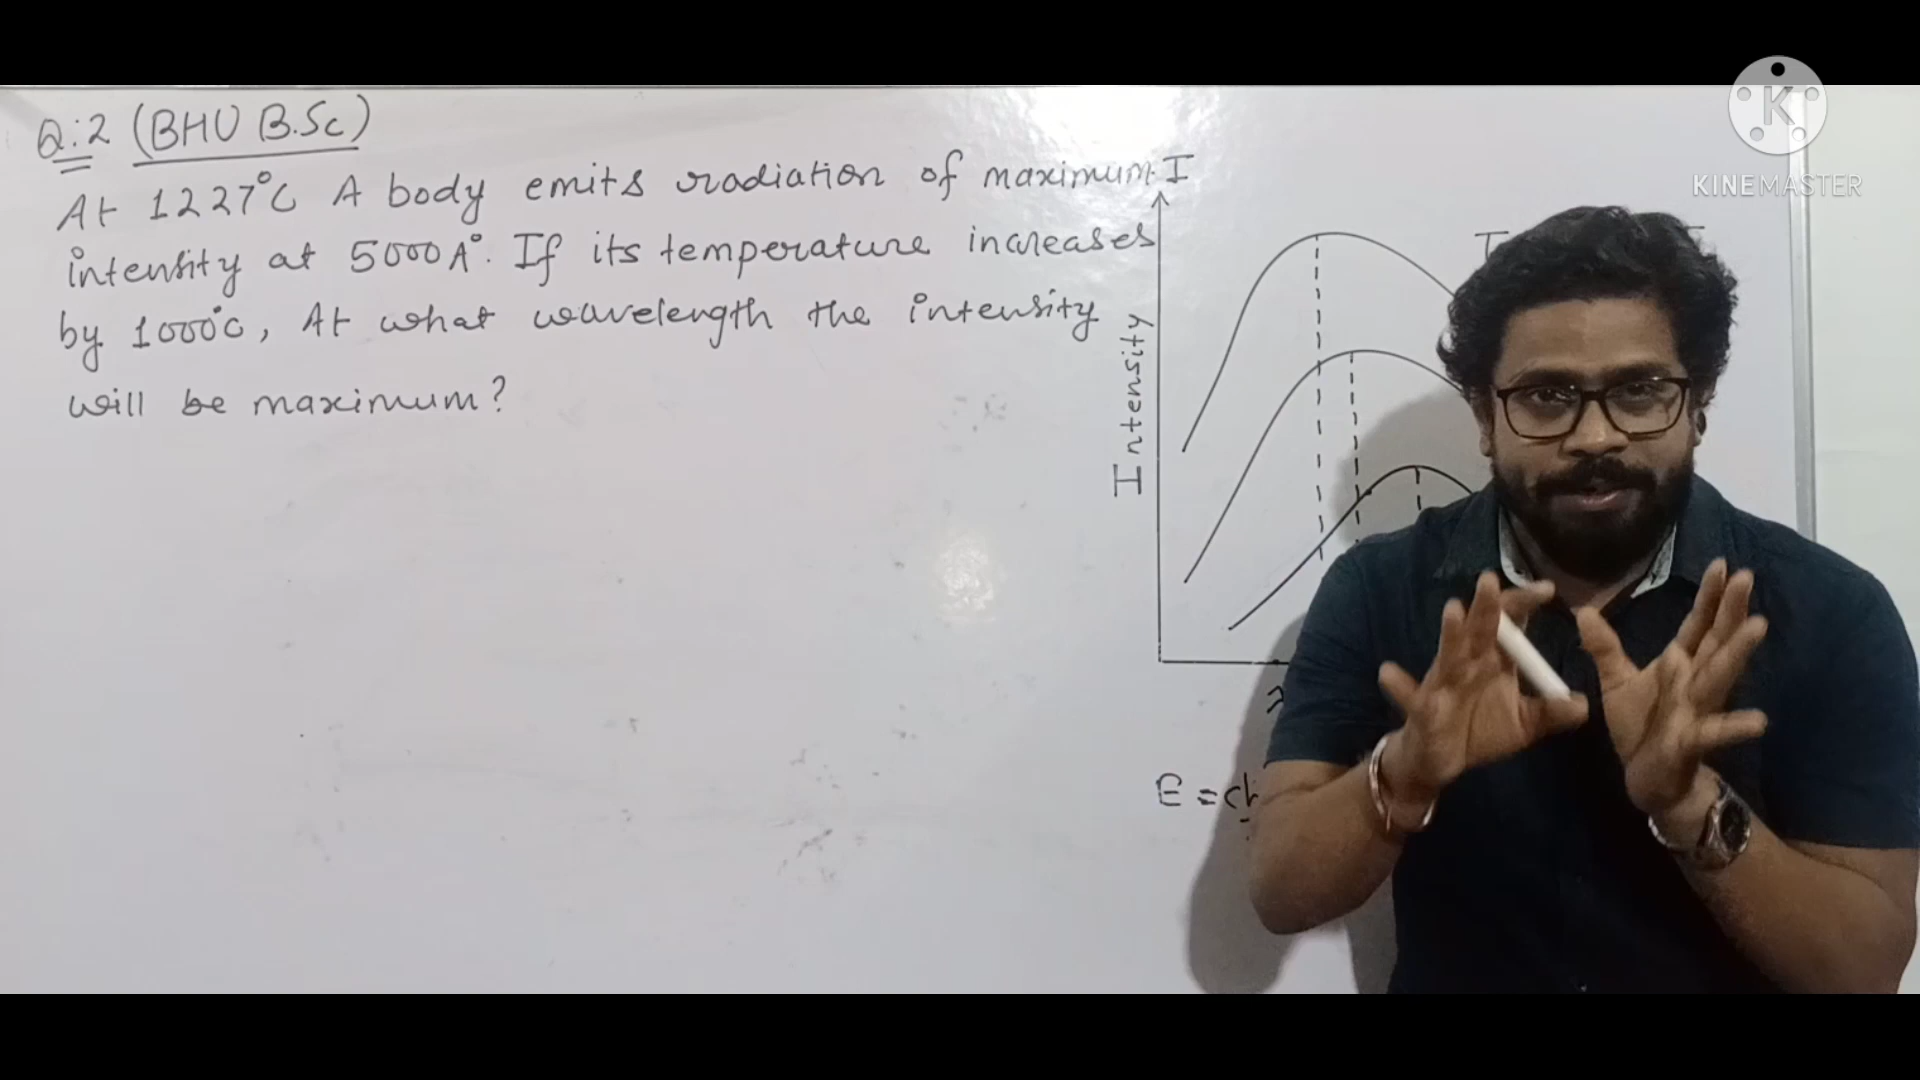 Q:2 (BHU B.Sc)
At 1227°C A body emits radiation of maximum
intensity at 5000A°. If its temperature increases
by 1000°C, At what wavelength the intensity
will be maximum?
I
Intensity
λ
E = ch
KINEMASTER